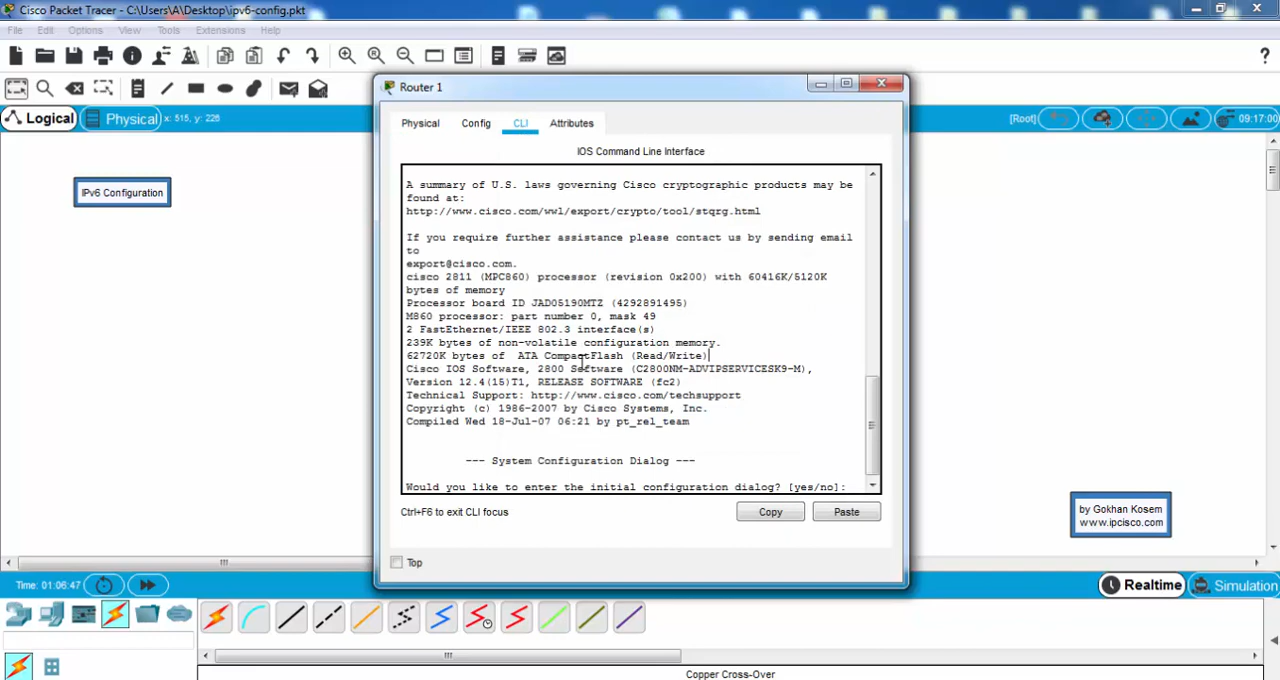 Cisco Packet Tracer - C:\Users\A\Desktop\ipv6-config.pkt
File Edit Options View Tools Extensions Help
?
Logical Physical x: 515, y: 226 [Root] 09:17:00
IPv6 Configuration
Router 1
Physical Config CLI Attributes
IOS Command Line Interface
A summary of U.S. laws governing Cisco cryptographic products may be
found at:
http://www.cisco.com/wwl/export/crypto/tool/stqrg.html
If you require further assistance please contact us by sending email
to
export@cisco.com.
cisco 2811 (MPC860) processor (revision 0x200) with 60416K/5120K
bytes of memory
Processor board ID JAD05190MTZ (4292891495)
M860 processor: part number 0, mask 49
2 FastEthernet/IEEE 802.3 interface(s)
239K bytes of non-volatile configuration memory.
62720K bytes of ATA CompactFlash (Read/Write)
Cisco IOS Software, 2800 Software (C2800NM-ADVIPSERVICESK9-M),
Version 12.4(15)T1, RELEASE SOFTWARE (fc2)
Technical Support: http://www.cisco.com/techsupport
Copyright (c) 1986-2007 by Cisco Systems, Inc.
Compiled Wed 18-Jul-07 06:21 by pt_rel_team
--- System Configuration Dialog ---
Would you like to enter the initial configuration dialog? [yes/no]:
Ctrl+F6 to exit CLI focus
Copy Paste
Top
by Gokhan Kosem
www.ipcisco.com
Time: 01:06:47 Realtime Simulation
Copper Cross-Over